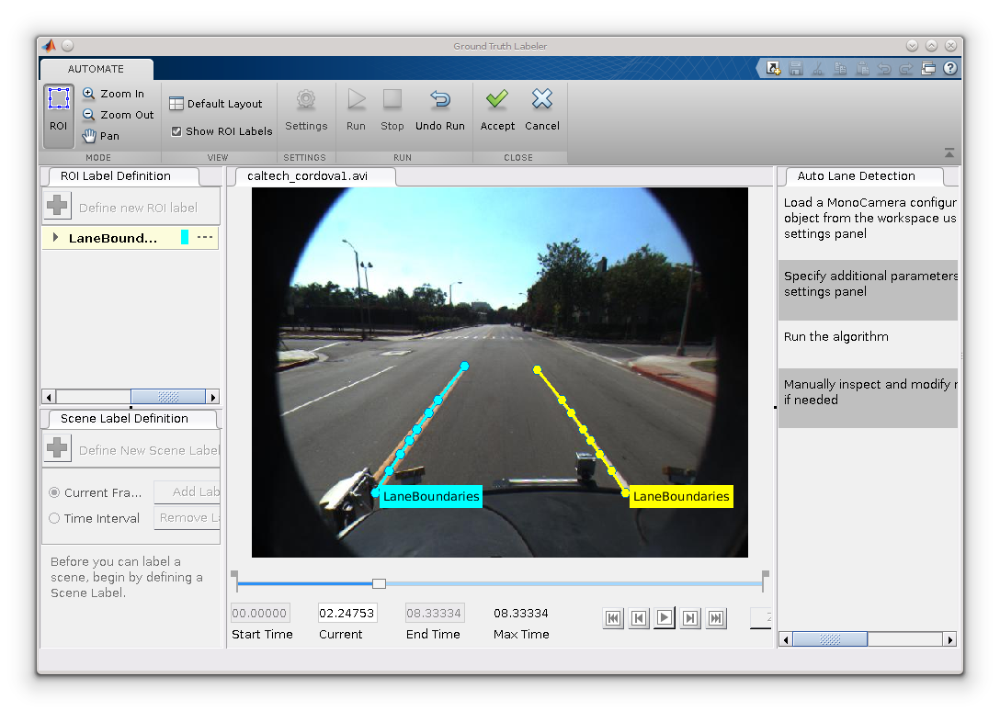 Ground Truth Labeler
AUTOMATE
ROI
Zoom In
Zoom Out
Pan
MODE
Default Layout
Show ROI Labels
VIEW
Settings
SETTINGS
Run
Stop
Undo Run
RUN
Accept
Cancel
CLOSE
ROI Label Definition
Define new ROI label
LaneBound...
Scene Label Definition
Define New Scene Label
Current Fra...
Add Lab
Time Interval
Remove La
Before you can label a
scene, begin by defining a
Scene Label.
caltech_cordova1.avi
LaneBoundaries
LaneBoundaries
00.00000
02.24753
08.33334
08.33334
Start Time
Current
End Time
Max Time
Auto Lane Detection
Load a MonoCamera configur
object from the workspace us
settings panel
Specify additional parameters
settings panel
Run the algorithm
Manually inspect and modify r
if needed